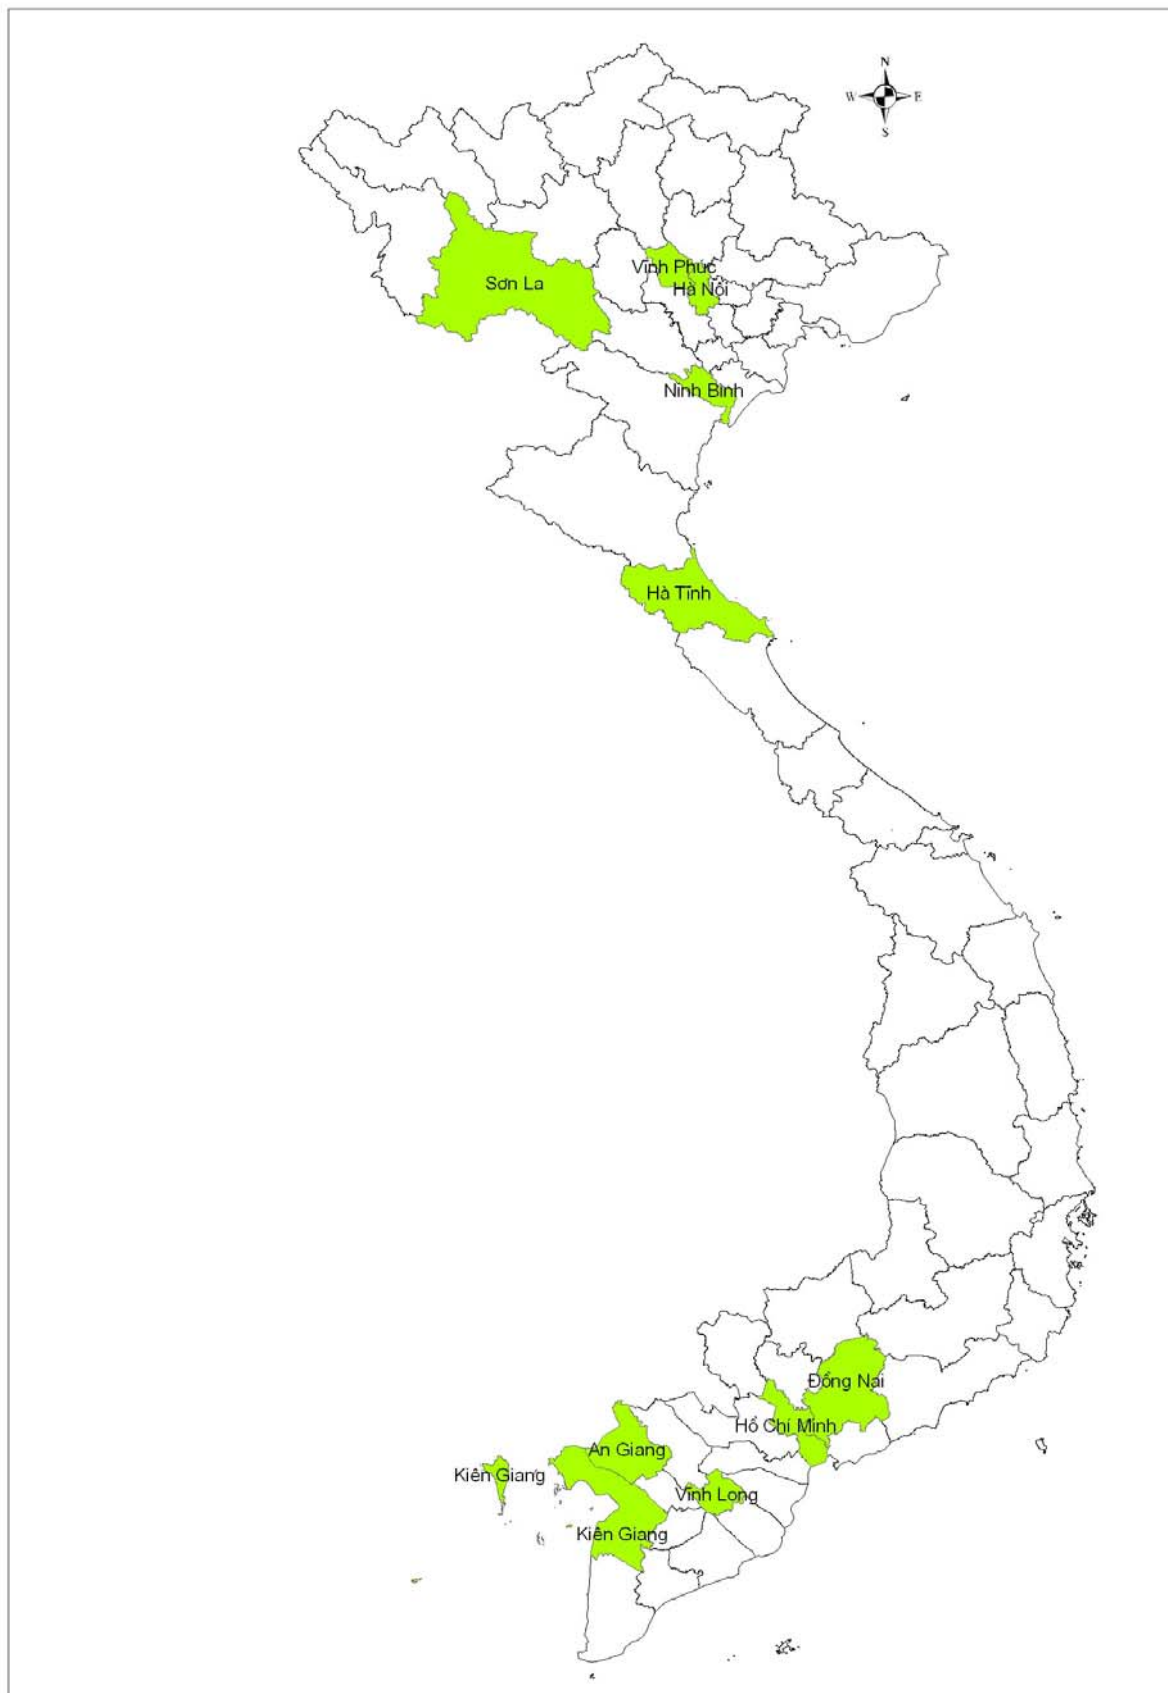 N
W E
S
Vĩnh Phúc
Sơn La
Hà Nội
Ninh Bình
Hà Tĩnh
Đồng Nai
Hồ Chí Minh
An Giang
Kiên Giang
Vĩnh Long
Kiên Giang